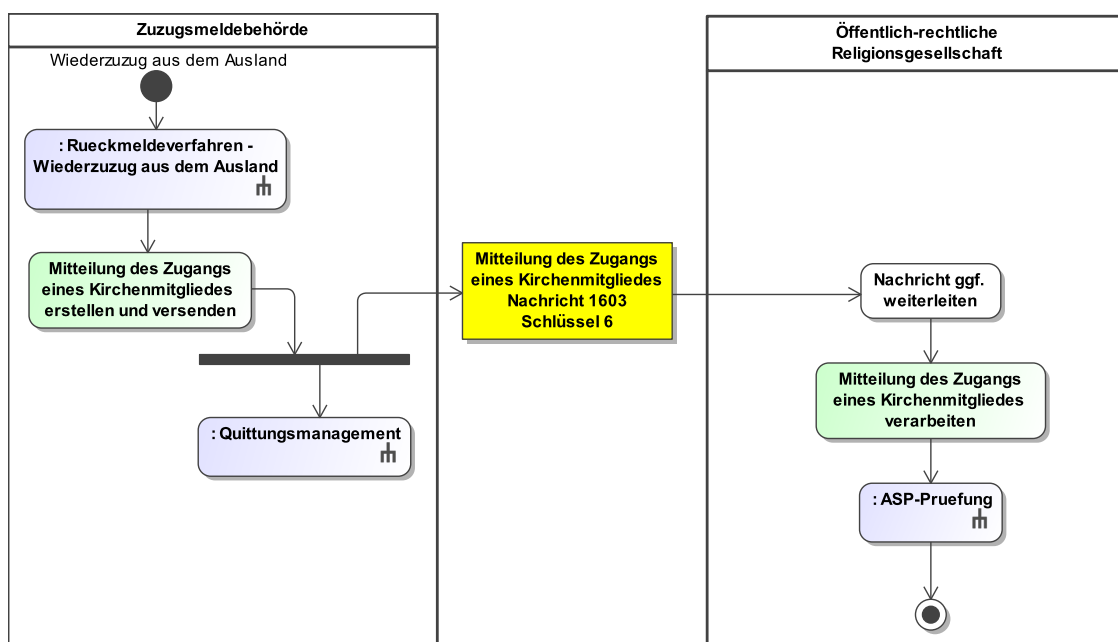 Zuzugsmeldebehörde
Wiederzuzug aus dem Ausland
: Rueckmeldeverfahren -
Wiederzuzug aus dem Ausland
Mitteilung des Zugangs
eines Kirchenmitgliedes
erstellen und versenden
: Quittungsmanagement
Mitteilung des Zugangs
eines Kirchenmitgliedes
Nachricht 1603
Schlüssel 6
Öffentlich-rechtliche
Religionsgesellschaft
Nachricht ggf.
weiterleiten
Mitteilung des Zugangs
eines Kirchenmitgliedes
verarbeiten
: ASP-Pruefung